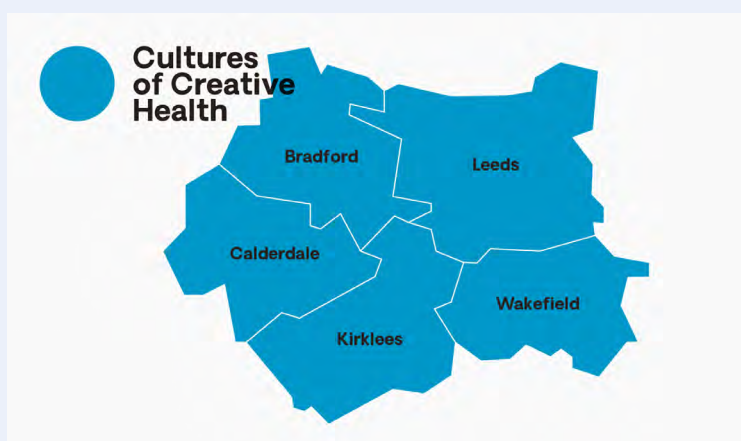 Cultures
of Creative
Health
Bradford
Leeds
Calderdale
Wakefield
Kirklees